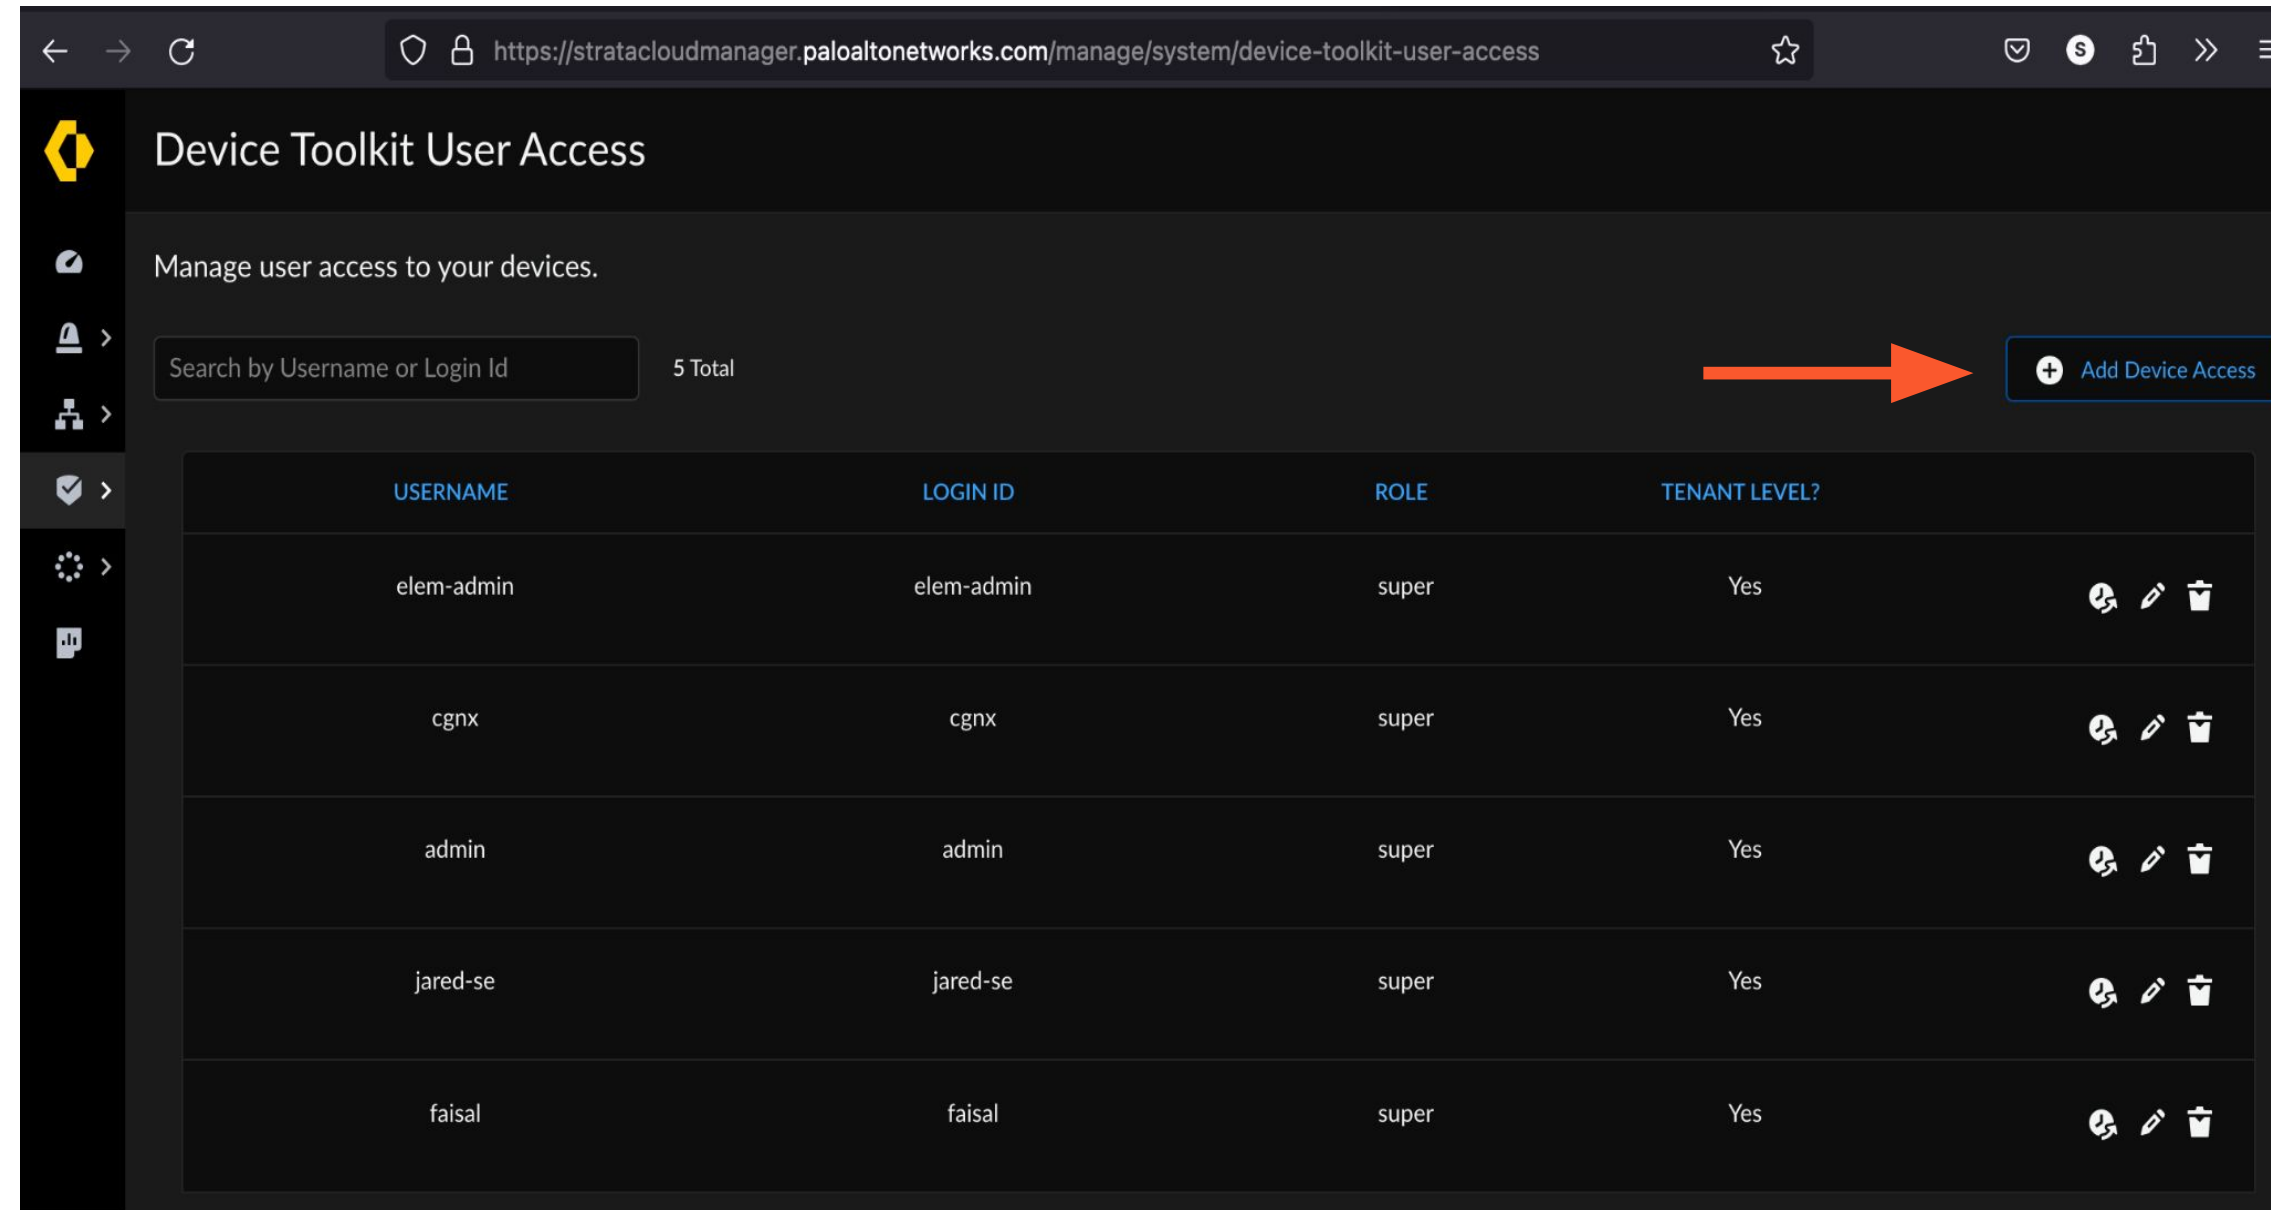 https://stratacloudmanager.paloaltonetworks.com/manage/system/device-toolkit-user-access
S
Device Toolkit User Access
Manage user access to your devices.
Search by Username or Login Id
5 Total
Add Device Access
USERNAME LOGIN ID ROLE TENANT LEVEL?
elem-admin elem-admin super Yes
cgnx cgnx super Yes
admin admin super Yes
jared-se jared-se super Yes
faisal faisal super Yes